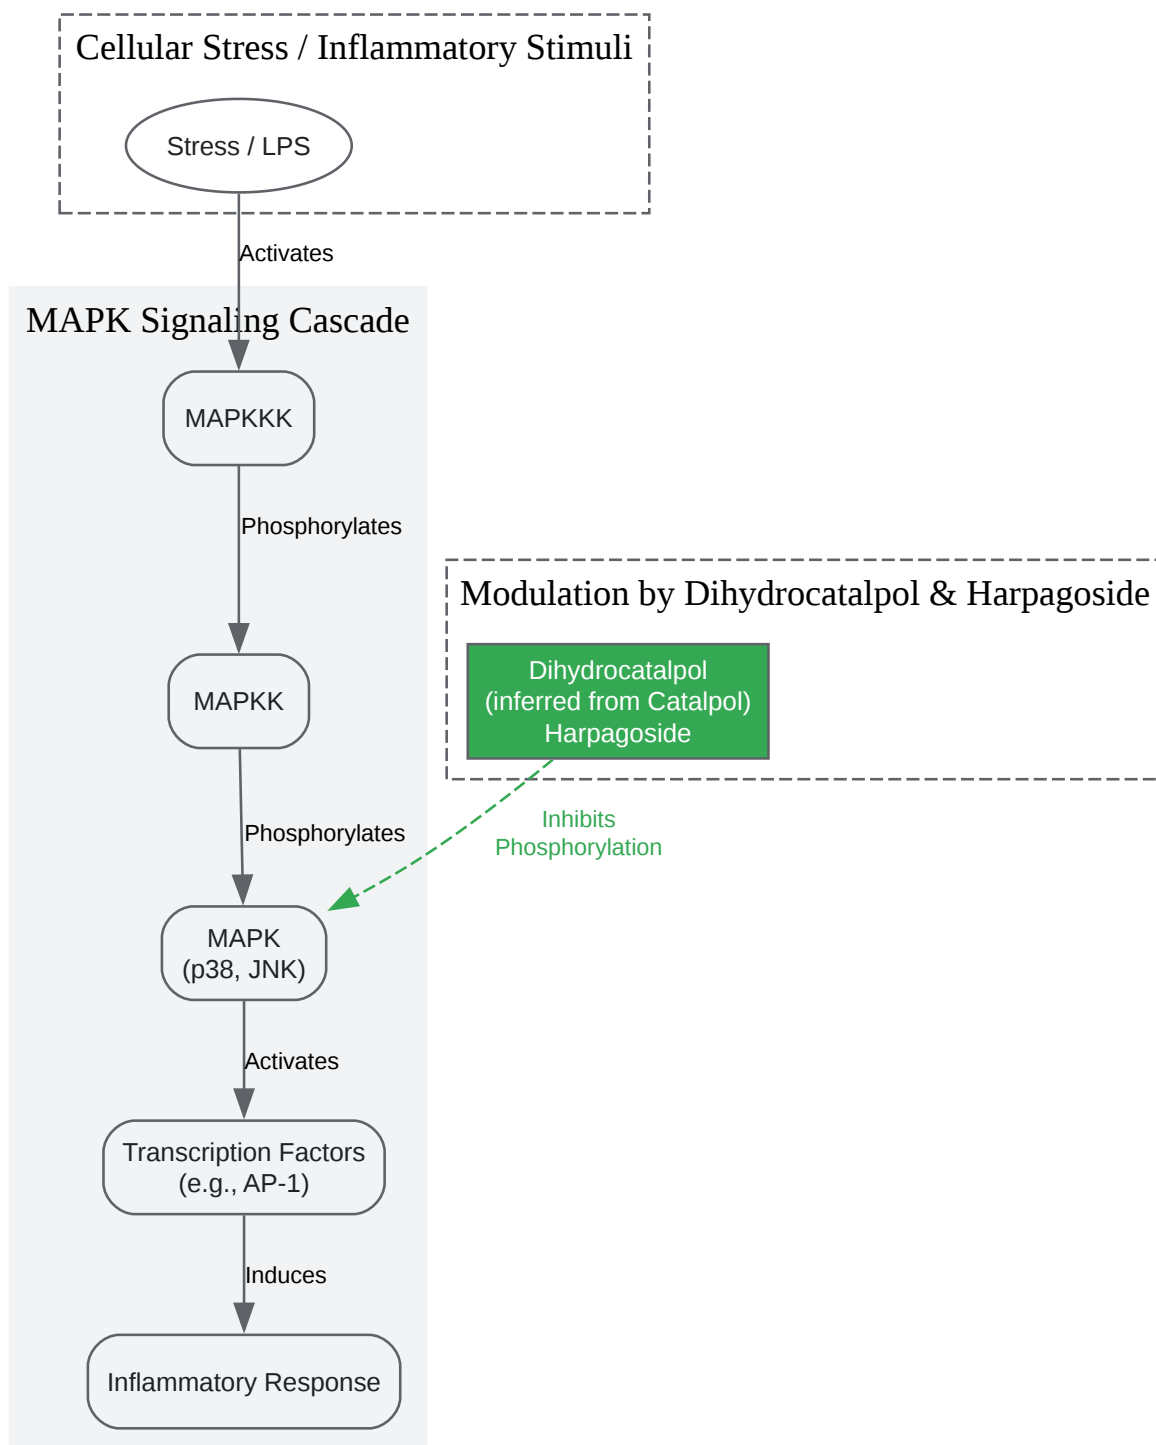 Cellular Stress / Inflammatory Stimuli
Stress / LPS
Activates
MAPK Signaling Cascade
MAPKKK
Phosphorylates
Modulation by Dihydrocatalpol & Harpagoside
Dihydrocatalpol
(inferred from Catalpol)
Harpagoside
MAPKK
Inhibits
Phosphorylation
Phosphorylates
MAPK
(p38, JNK)
Activates
Transcription Factors
(e.g., AP-1)
Induces
Inflammatory Response